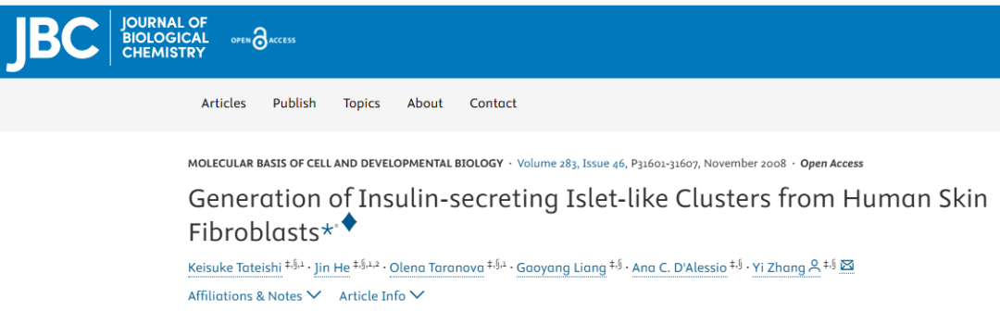 JBC JOURNAL OF BIOLOGICAL CHEMISTRY OPEN ACCESS
Articles Publish Topics About Contact
MOLECULAR BASIS OF CELL AND DEVELOPMENTAL BIOLOGY · Volume 283, Issue 46, P31601-31607, November 2008 · Open Access
Generation of Insulin-secreting Islet-like Clusters from Human Skin
Fibroblasts*·♦
Keisuke Tateishi ‡,§,1 · Jin He ‡,§,1,2 · Olena Taranova ‡,§,1 · Gaoyang Liang ‡,§ · Ana C. D'Alessio ‡,§ · Yi Zhang ‡,§
Affiliations & Notes Article Info